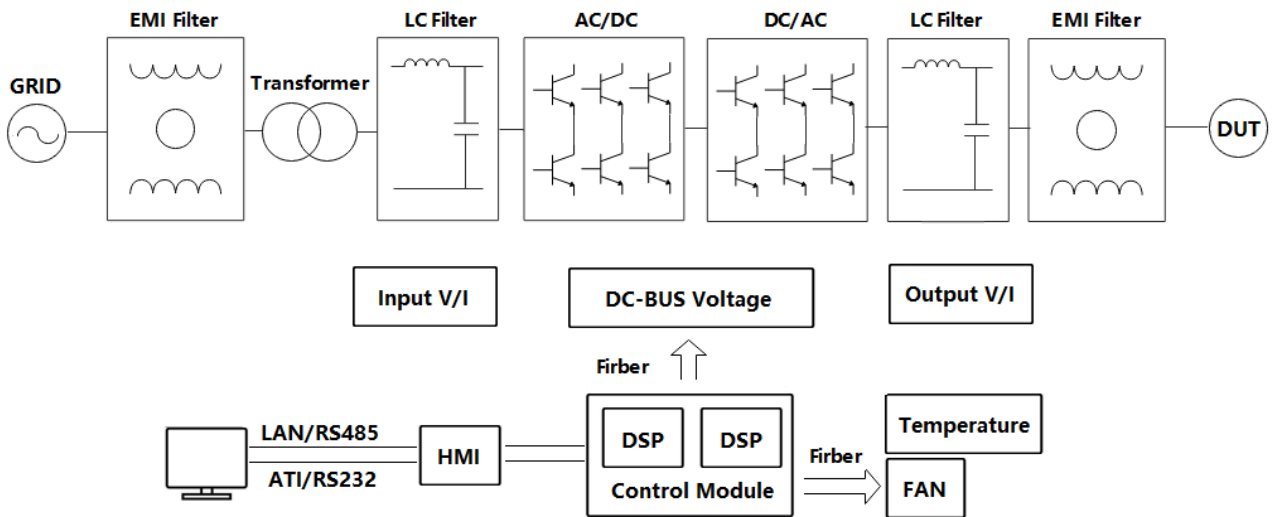 EMI Filter
LC Filter
AC/DC
DC/AC
LC Filter
EMI Filter
GRID
Transformer
DUT
Input V/I
DC-BUS Voltage
Output V/I
Firber
LAN/RS485
ATI/RS232
HMI
DSP
DSP
Control Module
Firber
Temperature
FAN